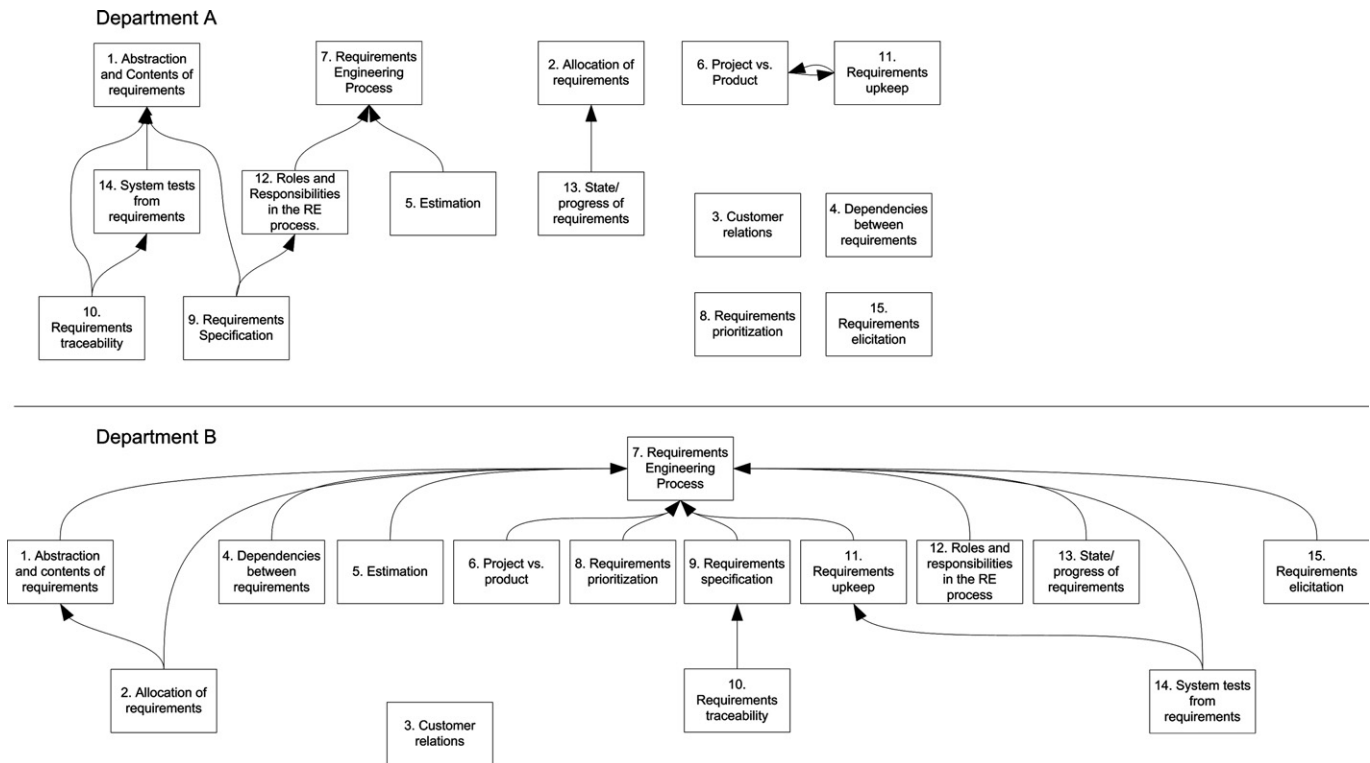 Department A
1. Abstraction
and Contents of
requirements
7. Requirements
Engineering
Process
2. Allocation of
requirements
6. Project vs.
Product
11.
Requirements
upkeep
14. System tests
from
requirements
12. Roles and
Responsibilities
in the RE
process.
5. Estimation
13. State/
progress of
requirements
3. Customer
relations
4. Dependencies
between
requirements
10.
Requirements
traceability
9. Requirements
Specification
8. Requirements
prioritization
15.
Requirements
elicitation
Department B
7. Requirements
Engineering
Process
1. Abstraction
and contents of
requirements
4. Dependencies
between
requirements
5. Estimation
6. Project vs.
product
8. Requirements
prioritization
9. Requirements
specification
11.
Requirements
upkeep
12. Roles and
responsibilities
in the RE
process
13. State/
progress of
requirements
15.
Requirements
elicitation
2. Allocation of
requirements
3. Customer
relations
10.
Requirements
traceability
14. System tests
from
requirements